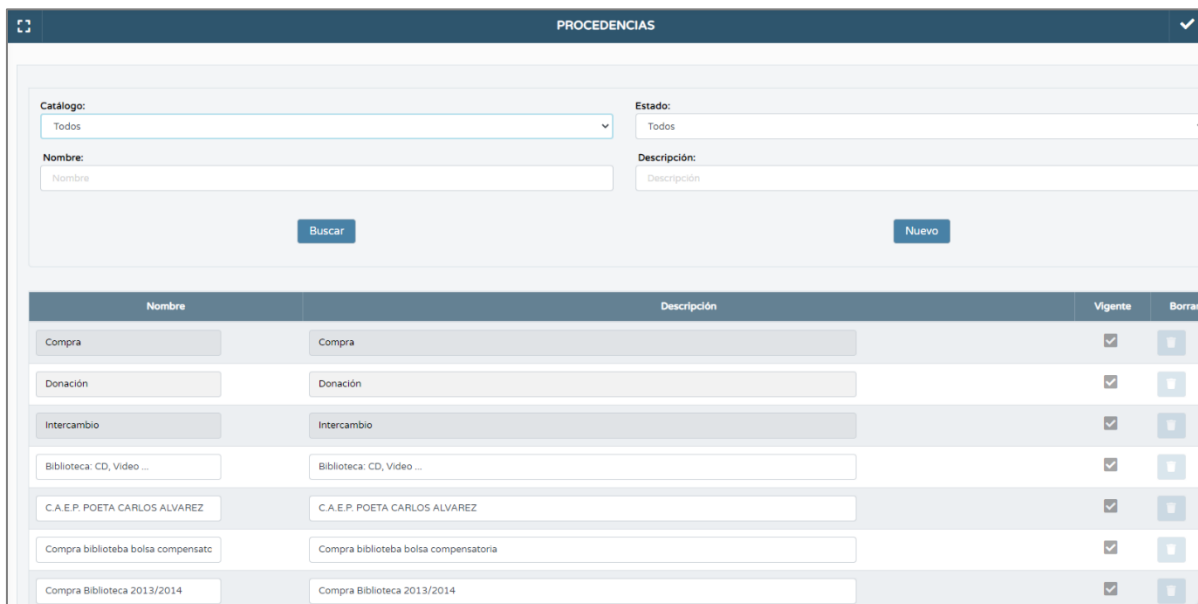 PROCEDENCIAS
Catálogo: Estado:
Todos Todos
Nombre: Descripción:
Nombre Descripción
Buscar Nuevo
Nombre Descripción Vigente Borrar
Compra Compra
Donación Donación
Intercambio Intercambio
Biblioteca: CD, Video ... Biblioteca: CD, Video ...
C.A.E.P. POETA CARLOS ALVAREZ C.A.E.P. POETA CARLOS ALVAREZ
Compra biblioteba bolsa compensatc Compra biblioteba bolsa compensatoria
Compra Biblioteca 2013/2014 Compra Biblioteca 2013/2014